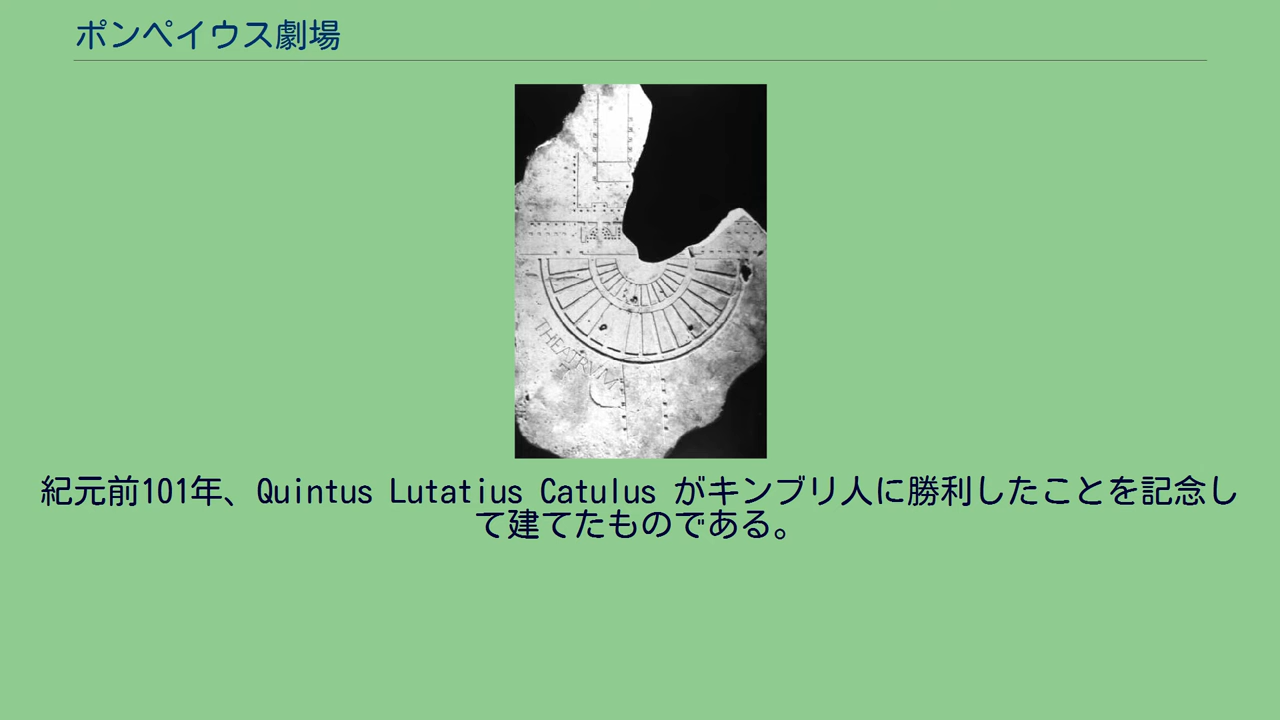 ポンペイウス劇場
THEATRUM
紀元前101年、Quintus Lutatius Catulus がキンブリ人に勝利したことを記念し
て建てたものである。